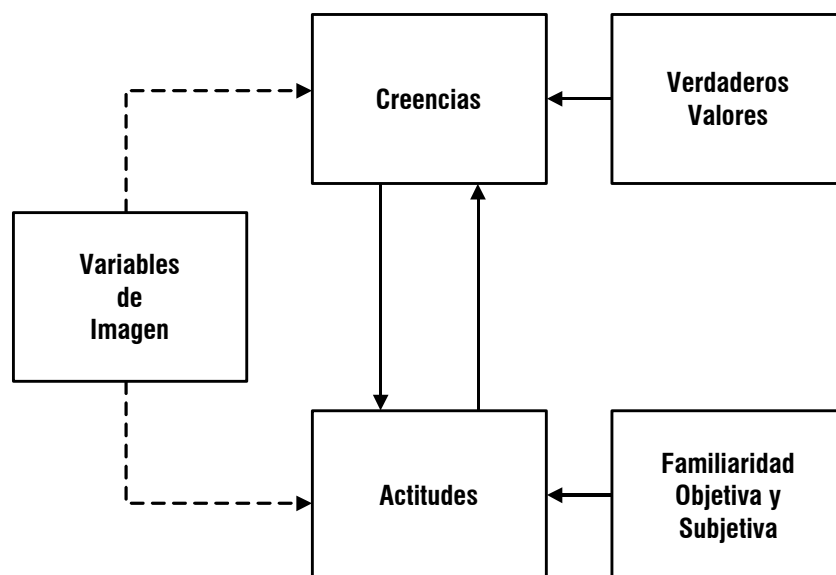 Creencias
Verdaderos
Valores
Variables
de
Imagen
Actitudes
Familiaridad
Objetiva y
Subjetiva